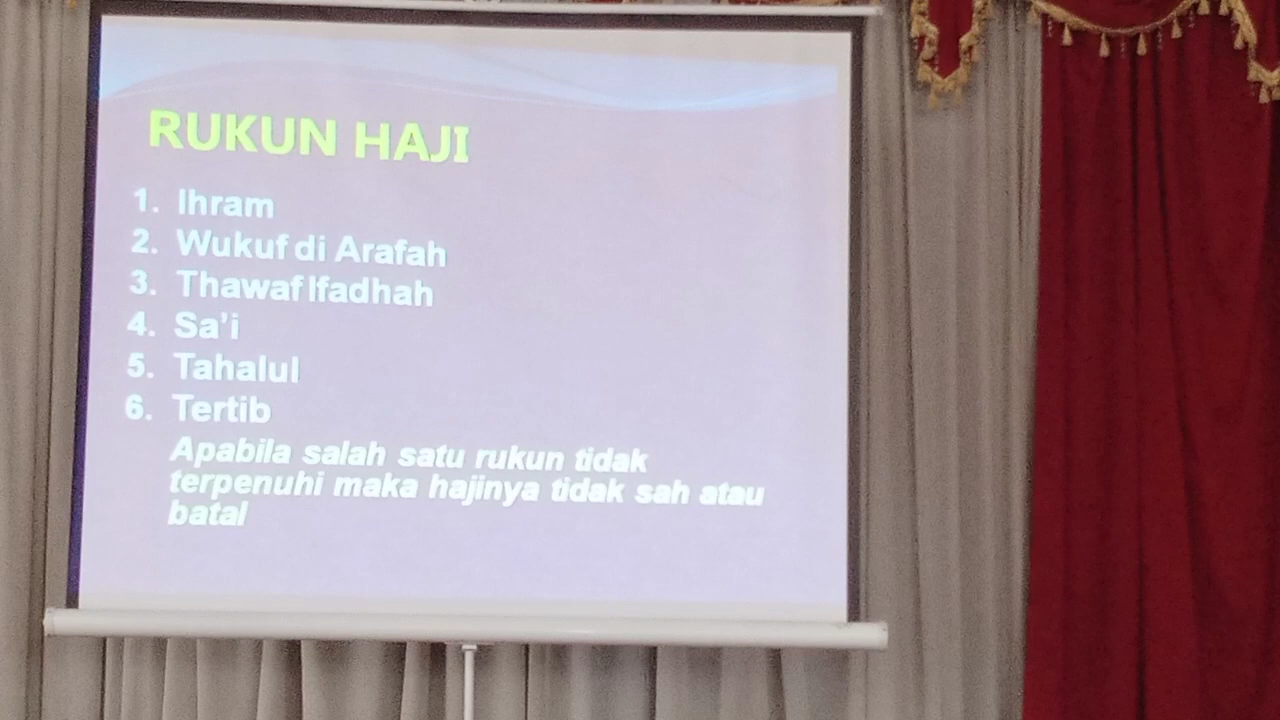 RUKUN HAJI
1. Ihram
2. Wukuf di Arafah
3. Thawaf Ifadhah
4. Sa'i
5. Tahalul
6. Tertib
Apabila salah satu rukun tidak
terpenuhi maka hajinya tidak sah atau
batal